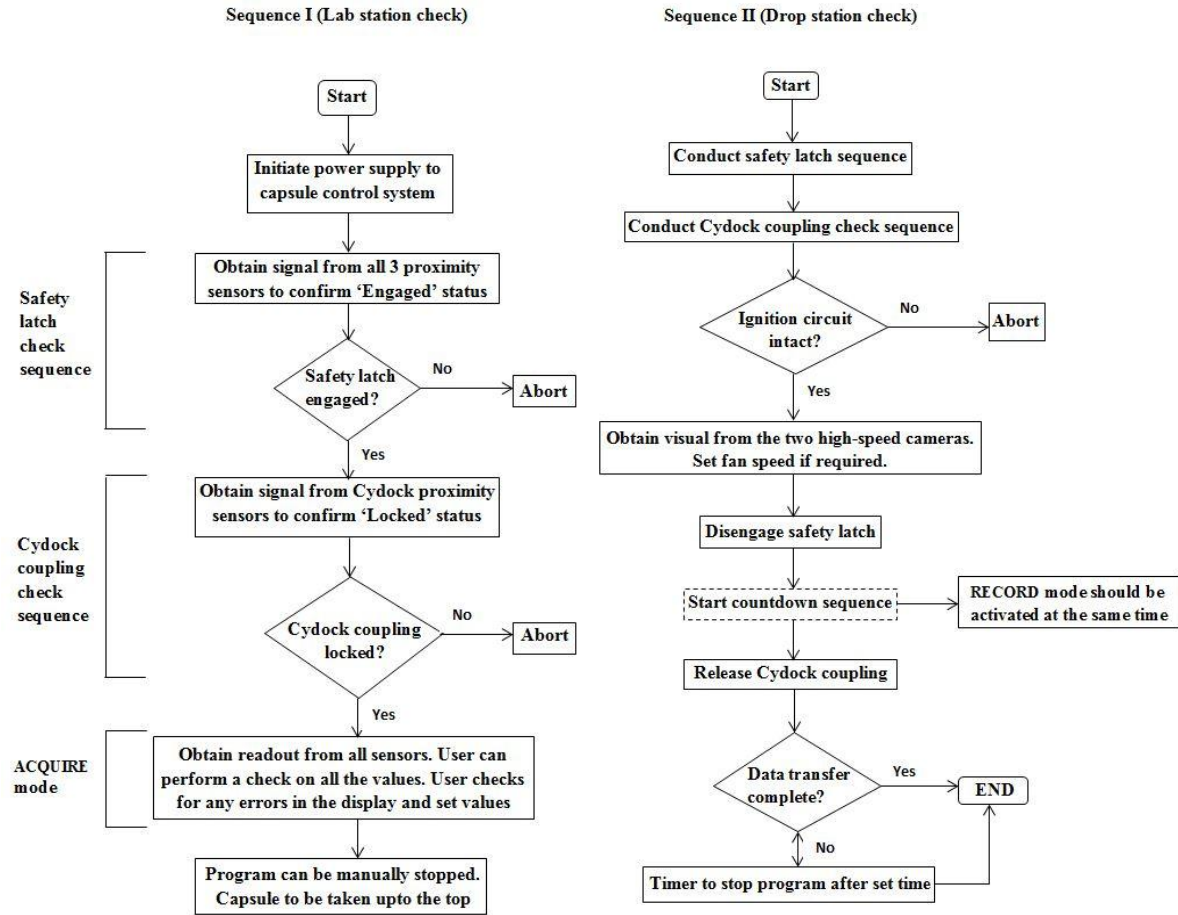 Sequence I (Lab station check)
Start
Initiate power supply to
capsule control system
Safety
latch
check
sequence
Obtain signal from all 3 proximity
sensors to confirm ‘Engaged’ status
Safety latch
engaged?
No
Abort
Yes
Cydock
coupling
check
sequence
Obtain signal from Cydock proximity
sensors to confirm ‘Locked’ status
Cydock coupling
locked?
No
Abort
Yes
ACQUIRE
mode
Obtain readout from all sensors. User can
perform a check on all the values. User checks
for any errors in the display and set values
Program can be manually stopped.
Capsule to be taken upto the top
Sequence II (Drop station check)
Start
Conduct safety latch sequence
Conduct Cydock coupling check sequence
Ignition circuit
intact?
No
Abort
Yes
Obtain visual from the two high-speed cameras.
Set fan speed if required.
Disengage safety latch
Start countdown sequence
RECORD mode should be
activated at the same time
Release Cydock coupling
Data transfer
complete?
Yes
END
No
Timer to stop program after set time